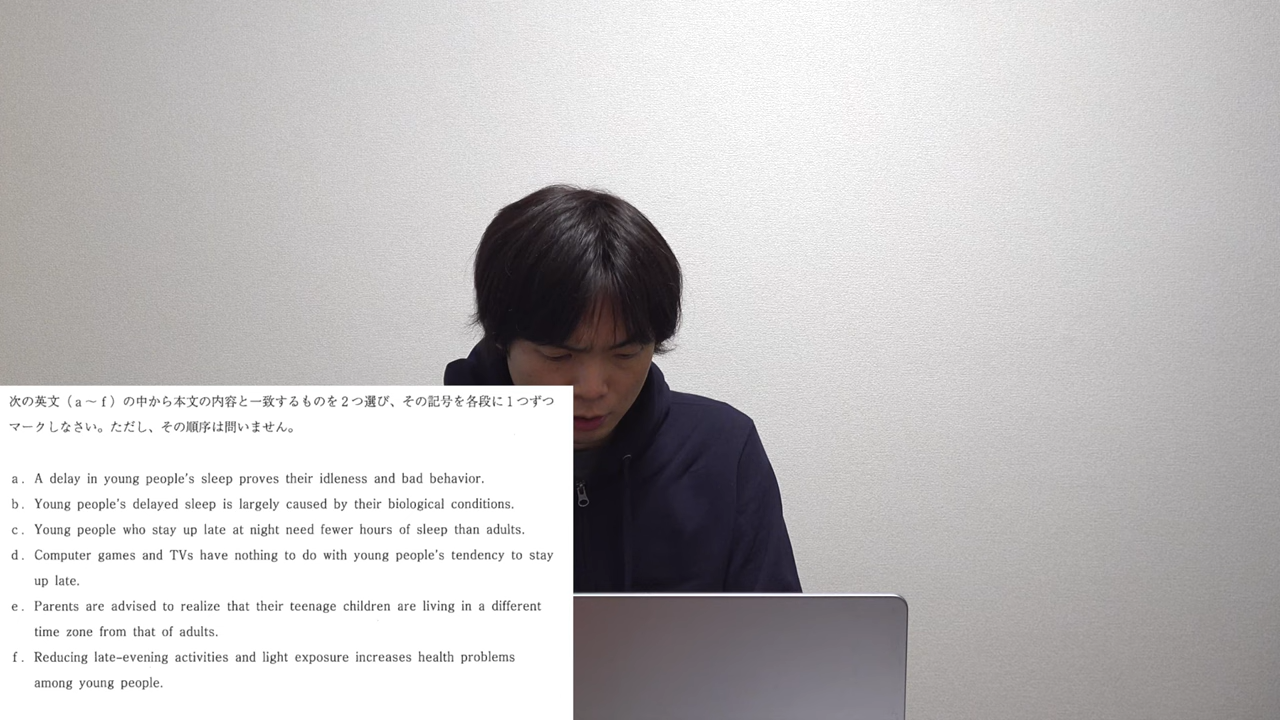 次の英文（a～f）の中から本文の内容と一致するものを2つ選び、その記号を各段に1つずつ
マークしなさい。ただし、その順序は問いません。
a. A delay in young people's sleep proves their idleness and bad behavior.
b. Young people's delayed sleep is largely caused by their biological conditions.
c. Young people who stay up late at night need fewer hours of sleep than adults.
d. Computer games and TVs have nothing to do with young people's tendency to stay
up late.
e. Parents are advised to realize that their teenage children are living in a different
time zone from that of adults.
f. Reducing late-evening activities and light exposure increases health problems
among young people.